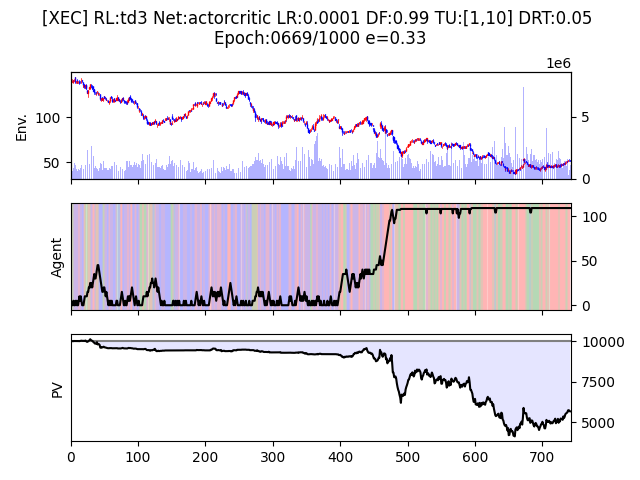 [XEC] RL:td3 Net:actorcritic LR:0.0001 DF:0.99 TU:[1,10] DRT:0.05
Epoch:0669/1000 e=0.33
1e6
Env.
100
50
5
0
Agent
100
50
0
PV
10000
7500
5000
0 100 200 300 400 500 600 700